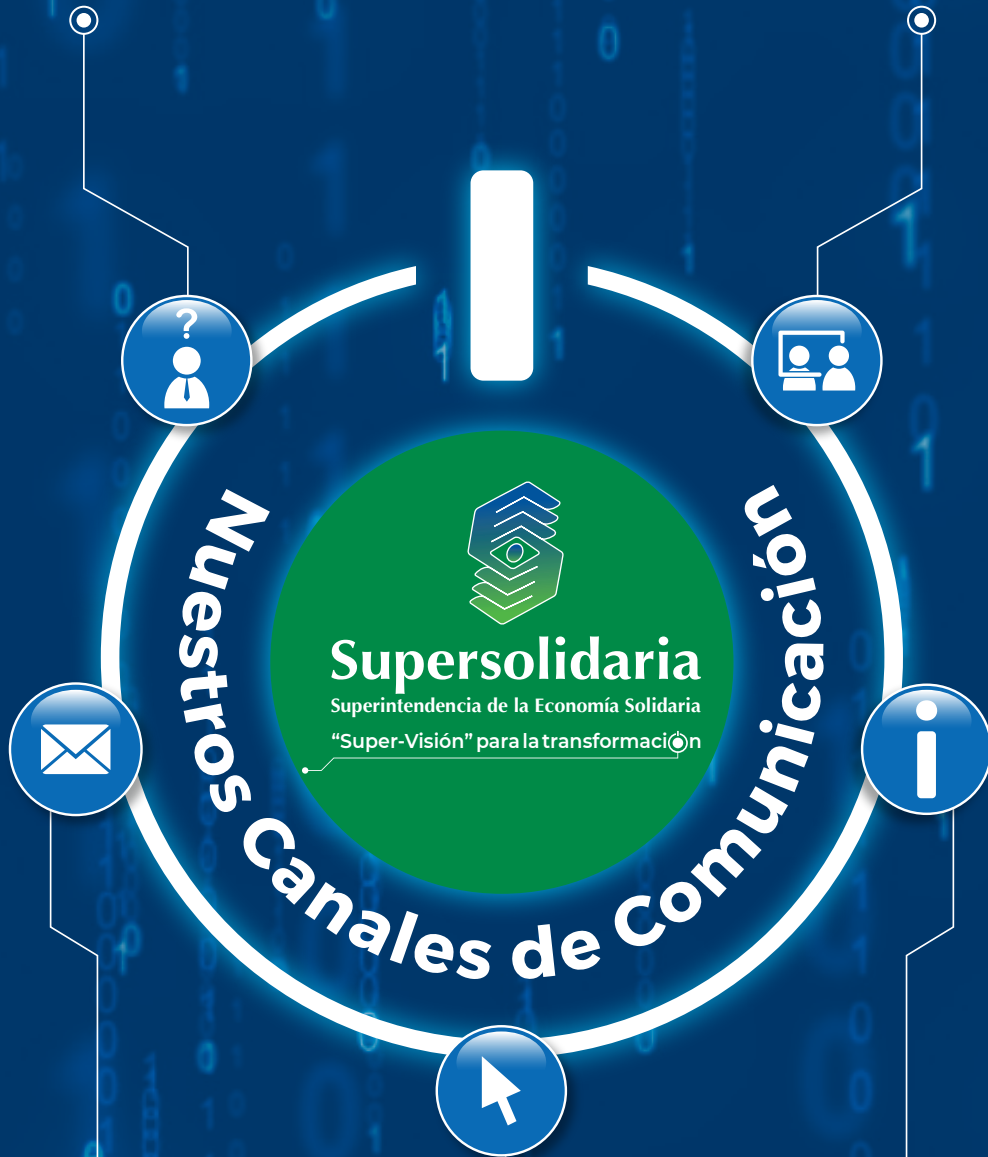 Nuestros Canales de Comunicación
Supersolidaria
Superintendencia de la Economía Solidaria
“Super-Visión” para la transformación